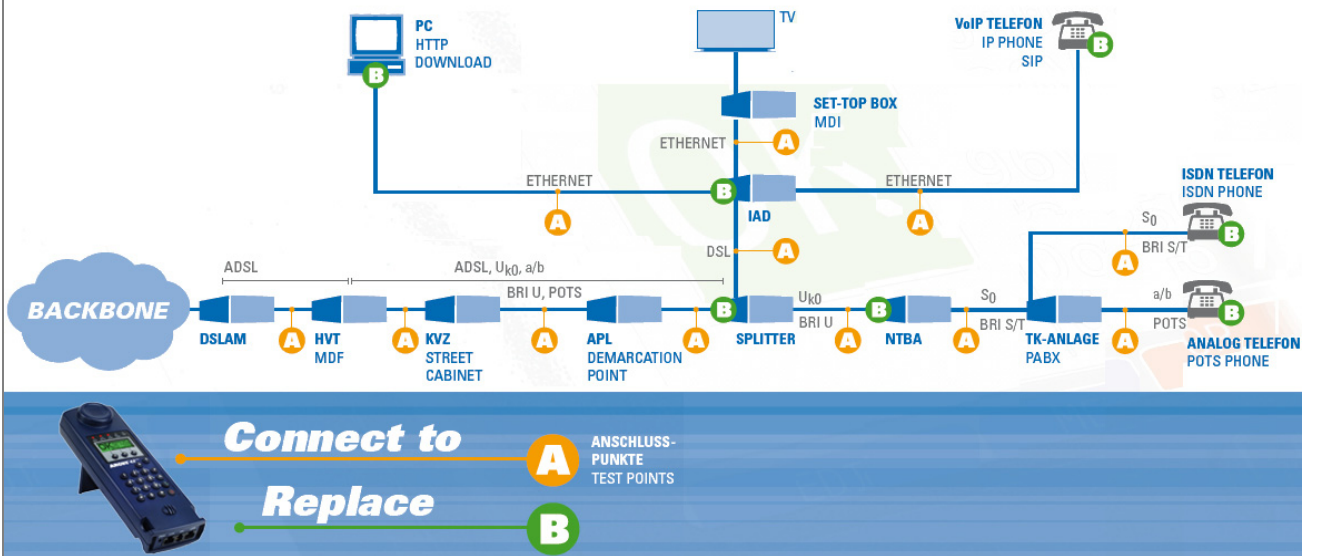 PC
HTTP
DOWNLOAD
B
TV
VoIP TELEFON
IP PHONE
SIP
B
SET-TOP BOX
MDI
ETHERNET
A
ETHERNET
A
B
IAD
ETHERNET
A
ISDN TELEFON
ISDN PHONE
S0
BRI S/T
A
B
DSL
A
BACKBONE
ADSL
ADSL, Uk0, a/b
BRI U, POTS
DSLAM
A
HVT
MDF
A
KVZ
STREET
CABINET
A
APL
DEMARCATION
POINT
A
B
SPLITTER
Uk0
BRI U
A
B
NTBA
S0
BRI S/T
A
TK-ANLAGE
PABX
a/b
POTS
A
B
ANALOG TELEFON
POTS PHONE
Connect to
A
ANSCHLUSS-
PUNKTE
TEST POINTS
Replace
B